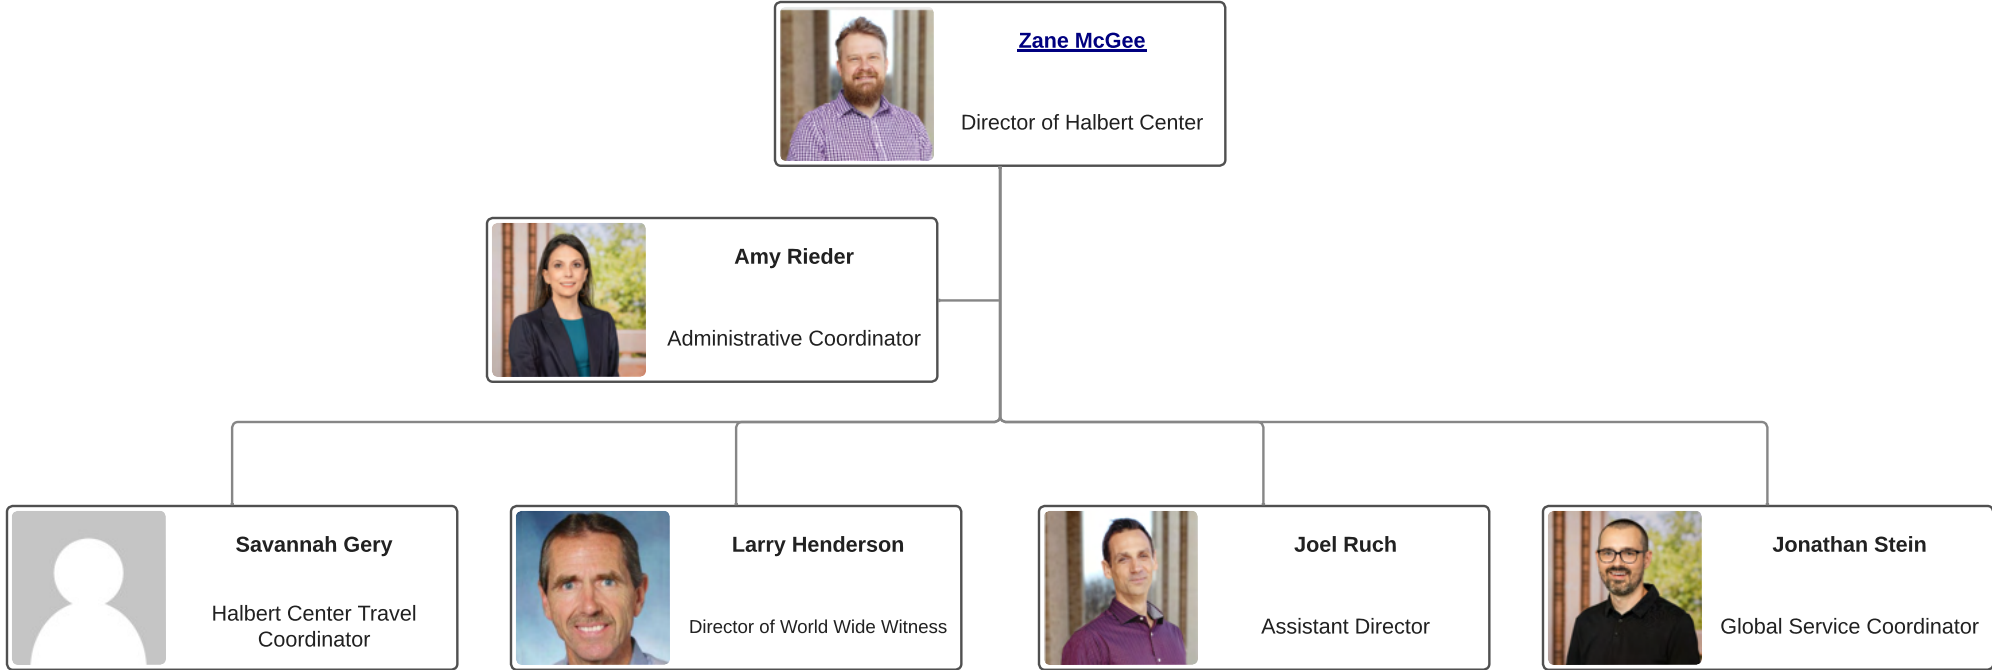 Zane McGee
Director of Halbert Center
Amy Rieder
Administrative Coordinator
Savannah Gery
Halbert Center Travel
Coordinator
Larry Henderson
Director of World Wide Witness
Joel Ruch
Assistant Director
Jonathan Stein
Global Service Coordinator